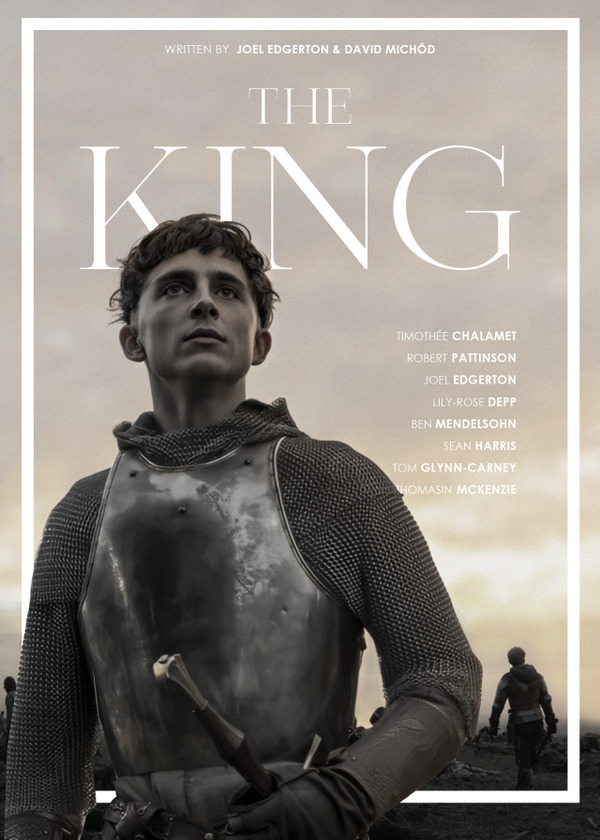 WRITTEN BY JOEL EDGERTON & DAVID MICHÔD
THE
KING
TIMOTHÉE CHALAMET
ROBERT PATTINSON
JOEL EDGERTON
LILY-ROSE DEPP
BEN MENDELSOHN
SEAN HARRIS
TOM GLYNN-CARNEY
THOMASIN MCKENZIE